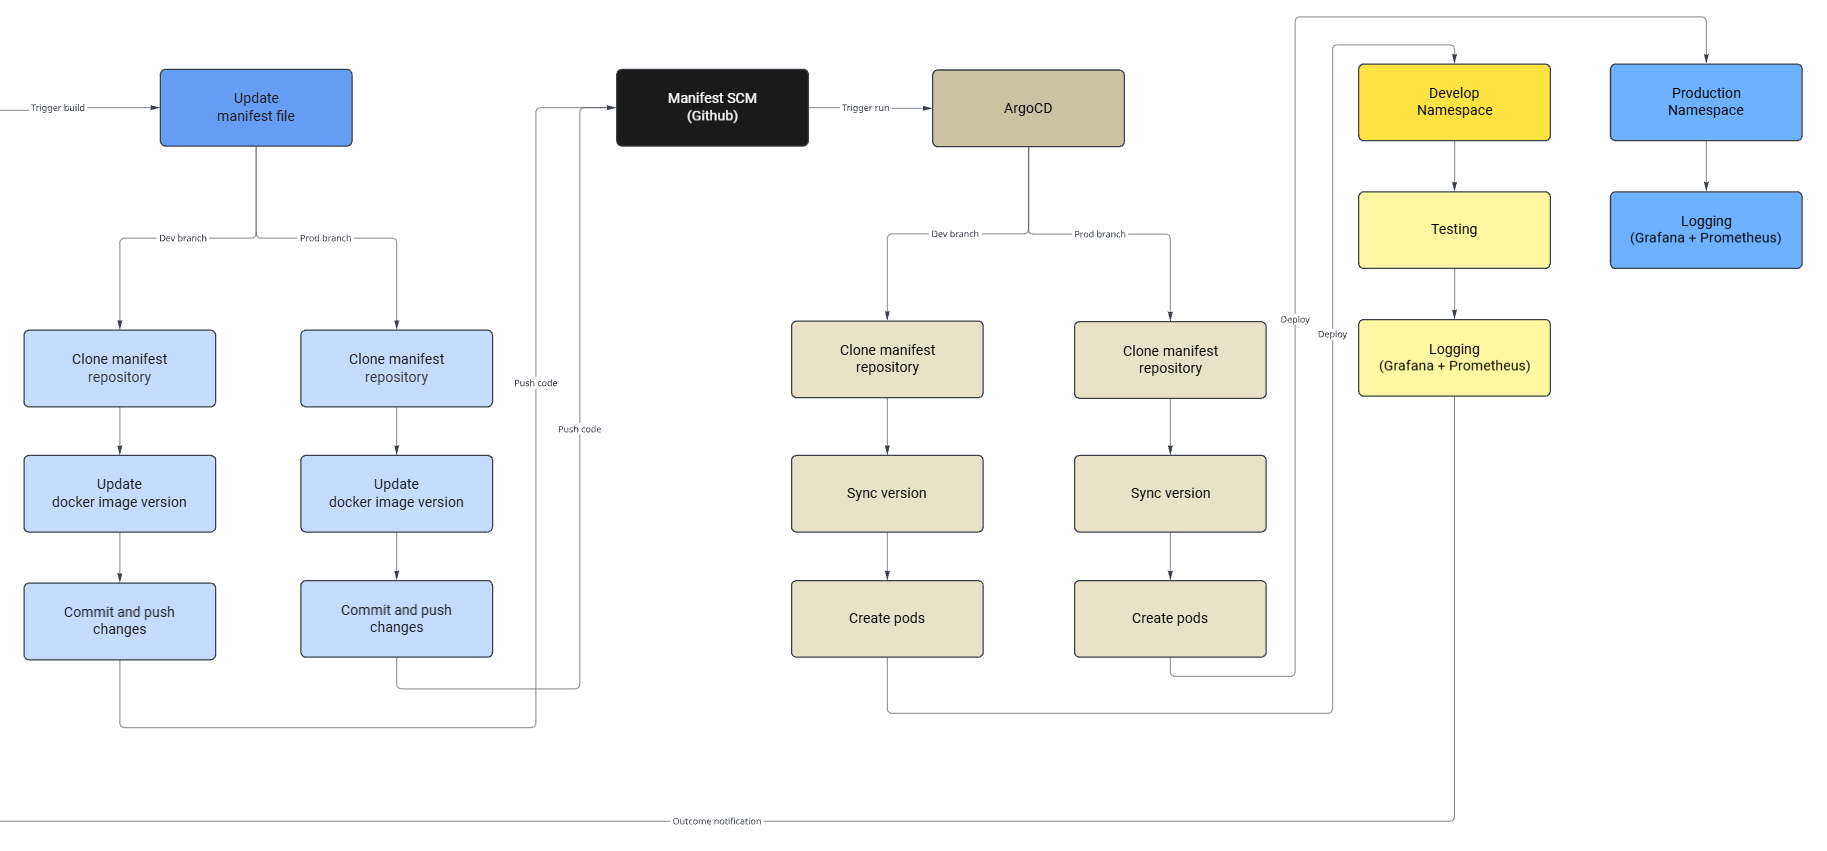 Trigger build
Update
manifest file
Dev branch
Prod branch
Clone manifest
repository
Clone manifest
repository
Update
docker image version
Update
docker image version
Commit and push
changes
Commit and push
changes
Push code
Push code
Manifest SCM
(Github)
Trigger run
ArgoCD
Dev branch
Prod branch
Clone manifest
repository
Clone manifest
repository
Sync version
Sync version
Create pods
Create pods
Deploy
Deploy
Develop
Namespace
Testing
Logging
(Grafana + Prometheus)
Production
Namespace
Logging
(Grafana + Prometheus)
Outcome notification